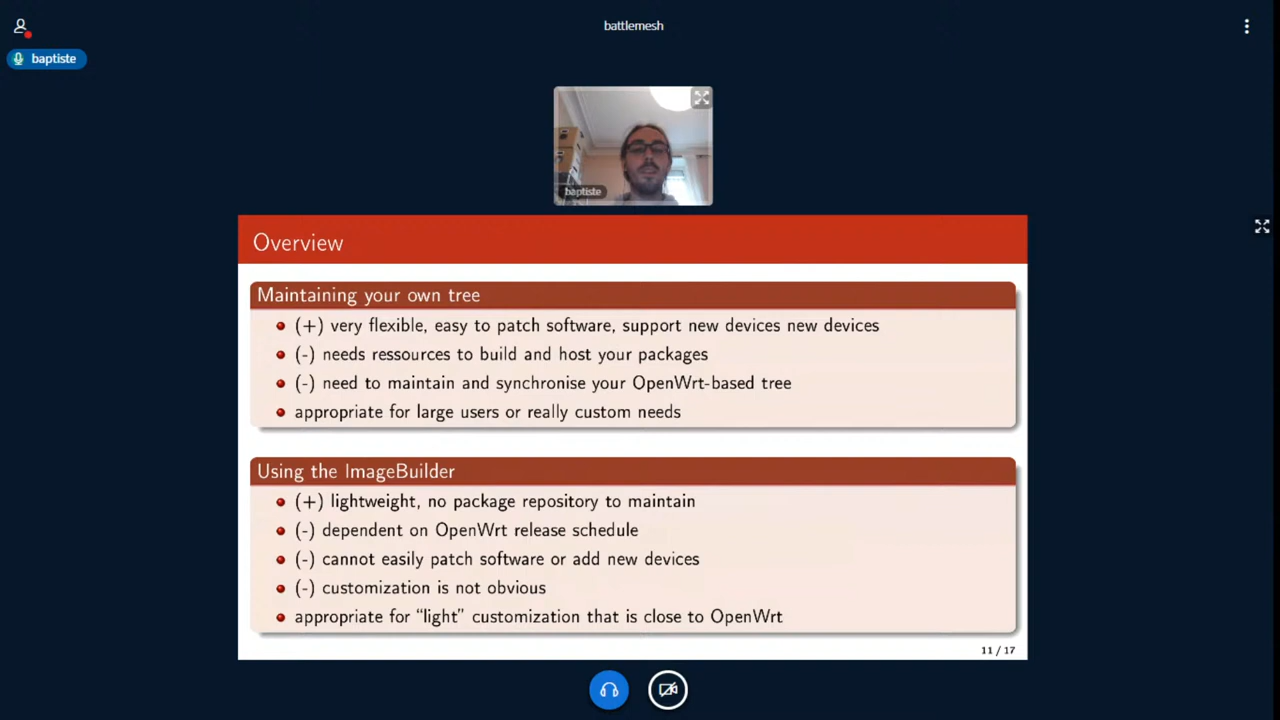 battlemesh
baptiste
baptiste
Overview
Maintaining your own tree
(+) very flexible, easy to patch software, support new devices new devices
(-) needs ressources to build and host your packages
(-) need to maintain and synchronise your OpenWrt-based tree
appropriate for large users or really custom needs
Using the ImageBuilder
(+) lightweight, no package repository to maintain
(-) dependent on OpenWrt release schedule
(-) cannot easily patch software or add new devices
(-) customization is not obvious
appropriate for “light” customization that is close to OpenWrt
11 / 17